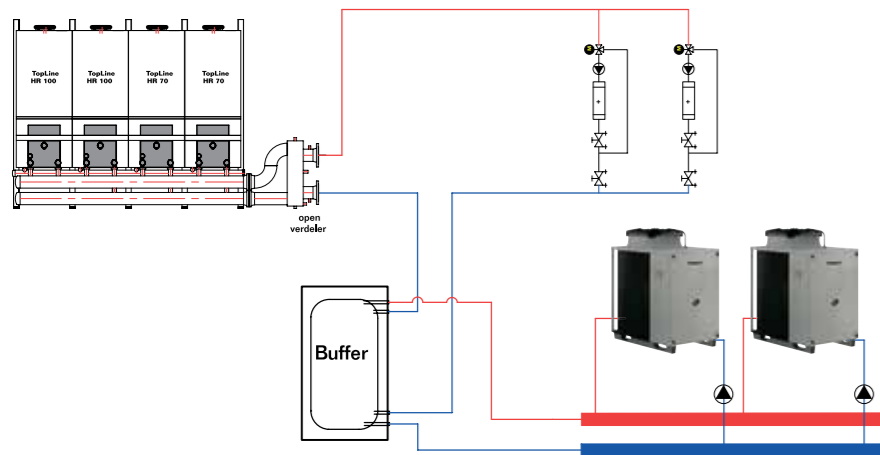 TopLine
HR 100
TopLine
HR 100
TopLine
HR 70
TopLine
HR 70
open
verdeler
Buffer